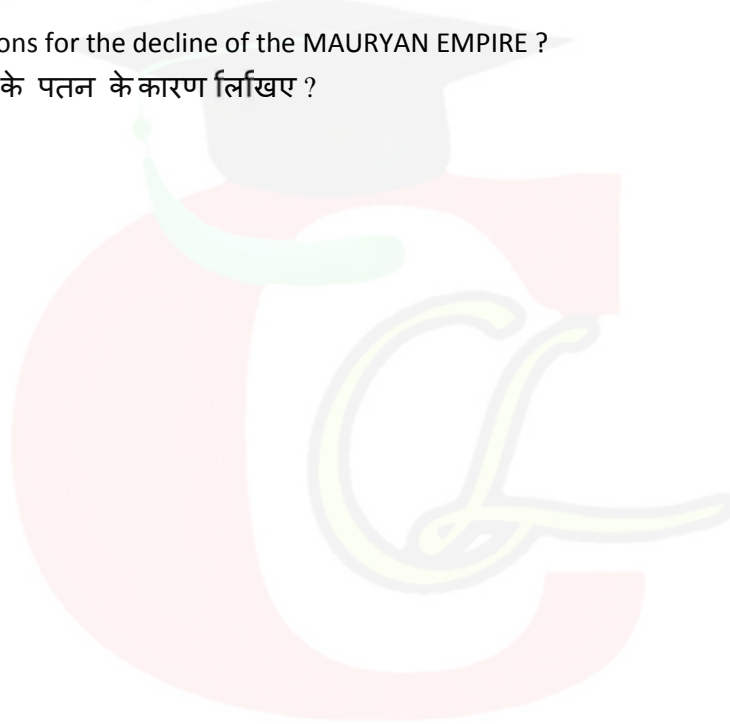 ons for the decline of the MAURYAN EMPIRE ?
के पतन के कारण लिखिए ?